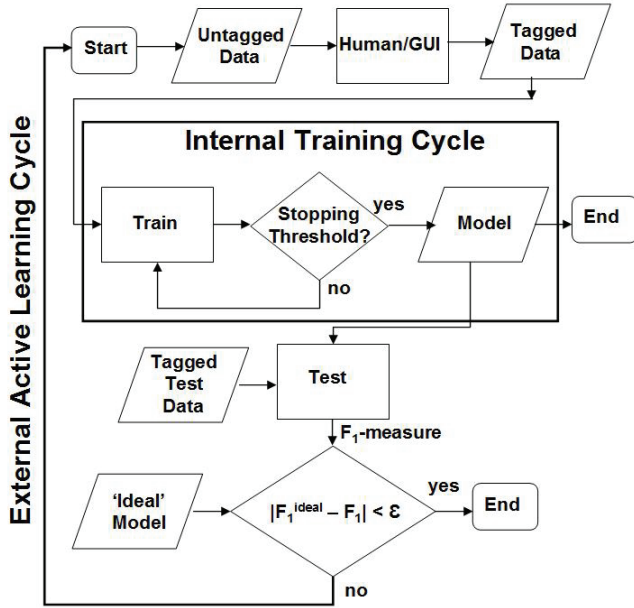 Start
Untagged
Data
Human/GUI
Tagged
Data
External Active Learning Cycle
Internal Training Cycle
Train
Stopping
Threshold?
yes
no
Model
End
Tagged
Test
Data
Test
F₁-measure
'Ideal'
Model
|F₁ⁱᵈᵉᵃˡ – F₁| < ε
yes
End
no